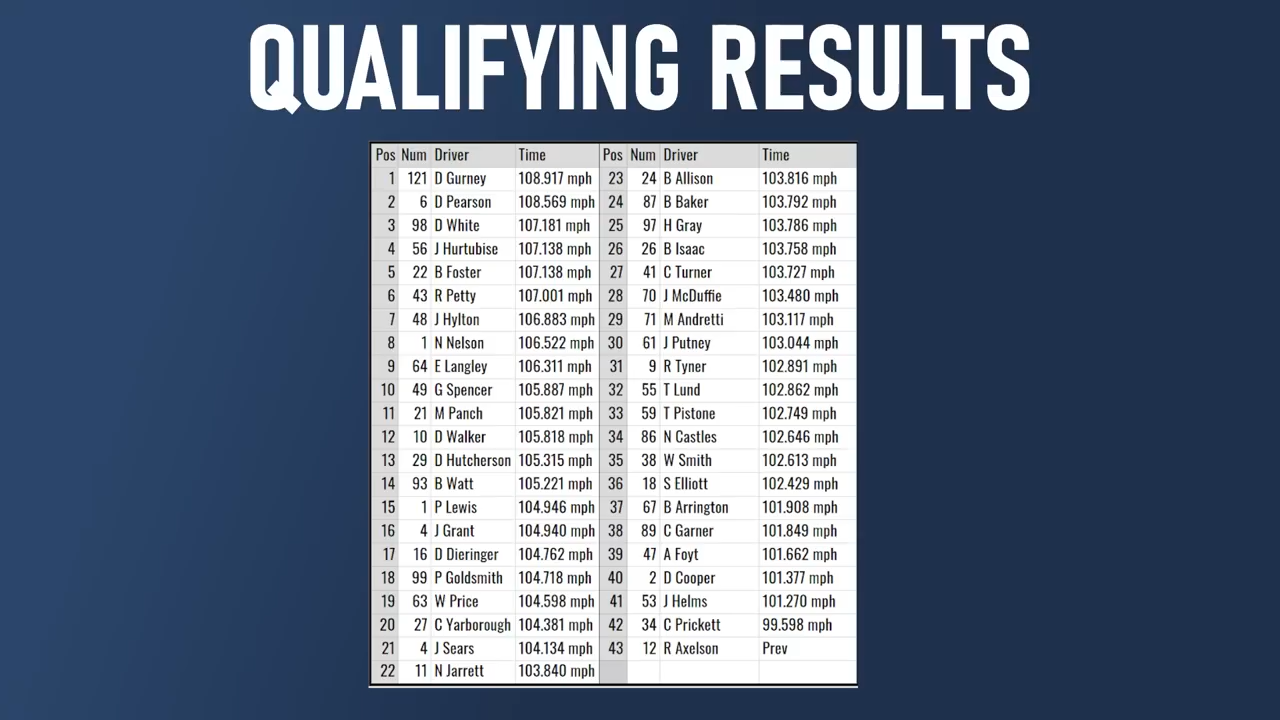 QUALIFYING RESULTS
Pos Num Driver Time Pos Num Driver Time
1 121 D Gurney 108.917 mph 23 24 B Allison 103.816 mph
2 6 D Pearson 108.569 mph 24 87 B Baker 103.792 mph
3 98 D White 107.181 mph 25 97 H Gray 103.786 mph
4 56 J Hurtubise 107.138 mph 26 26 B Isaac 103.758 mph
5 22 B Foster 107.138 mph 27 41 C Turner 103.727 mph
6 43 R Petty 107.001 mph 28 70 J McDuffie 103.480 mph
7 48 J Hylton 106.883 mph 29 71 M Andretti 103.117 mph
8 1 N Nelson 106.522 mph 30 61 J Putney 103.044 mph
9 64 E Langley 106.311 mph 31 9 R Tyner 102.891 mph
10 49 G Spencer 105.887 mph 32 55 T Lund 102.862 mph
11 21 M Panch 105.821 mph 33 59 T Pistone 102.749 mph
12 10 D Walker 105.818 mph 34 86 N Castles 102.646 mph
13 29 D Hutcherson 105.315 mph 35 38 W Smith 102.613 mph
14 93 B Watt 105.221 mph 36 18 S Elliott 102.429 mph
15 1 P Lewis 104.946 mph 37 67 B Arrington 101.908 mph
16 4 J Grant 104.940 mph 38 89 C Garner 101.849 mph
17 16 D Dieringer 104.762 mph 39 47 A Foyt 101.662 mph
18 99 P Goldsmith 104.718 mph 40 2 D Cooper 101.377 mph
19 63 W Price 104.598 mph 41 53 J Helms 101.270 mph
20 27 C Yarborough 104.381 mph 42 34 C Prickett 99.598 mph
21 4 J Sears 104.134 mph 43 12 R Axelson Prev
22 11 N Jarrett 103.840 mph